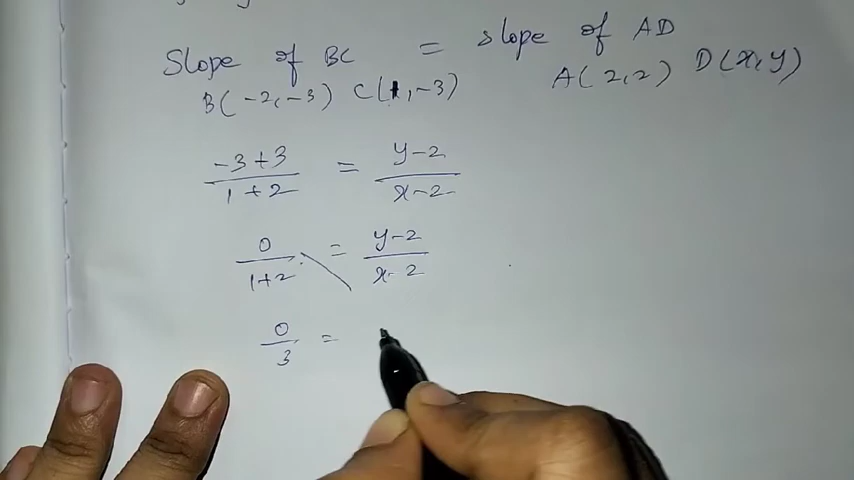 Slope of BC = slope of AD
B(-2,-3) C(1,-3) A(2,2) D(x,y)
-3+3/1+2 = y-2/x-2
0/1+2 = y-2/x-2
0/3 =